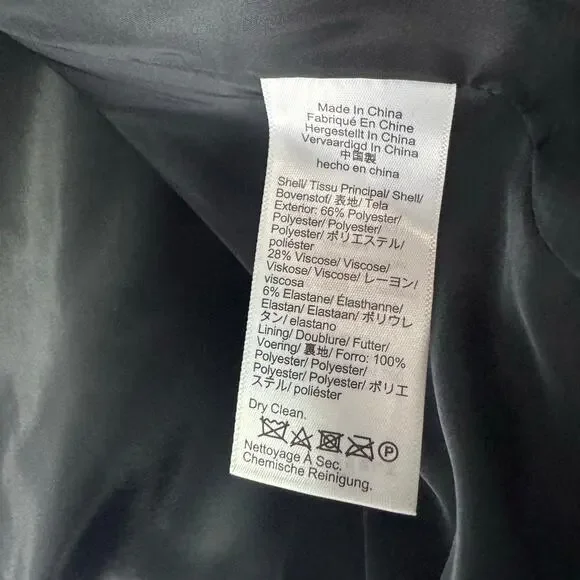 Made In China
Fabriqué En Chine
Hergestellt In China
Vervaardigd In China
中国製
hecho en china
Shell/ Tissu Principal/ Shell/
Bovenstof/ 表地/ Tela
Exterior: 66% Polyester/
Polyester/ Polyester/
Polyester/ ポリエステル/
poliéster
28% Viscose/ Viscose/
Viskose/ Viscose/ レーヨン/
viscosa
6% Elastane/ Élasthanne/
Elastan/ Elastaan/ ポリウレ
タン/ elastano
Lining/ Doublure/ Futter/
Voering/ 裏地/ Forro: 100%
Polyester/ Polyester/
Polyester/ Polyester/ ポリエ
ステル/ poliéster
Dry Clean.
P
Nettoyage A Sec.
Chemische Reinigung.